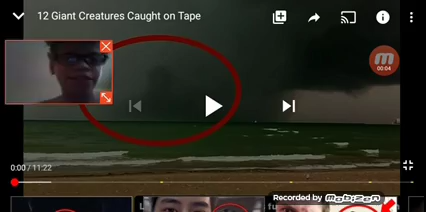 12 Giant Creatures Caught on Tape
00:04
0:00 / 11:22
Recorded by mobizen